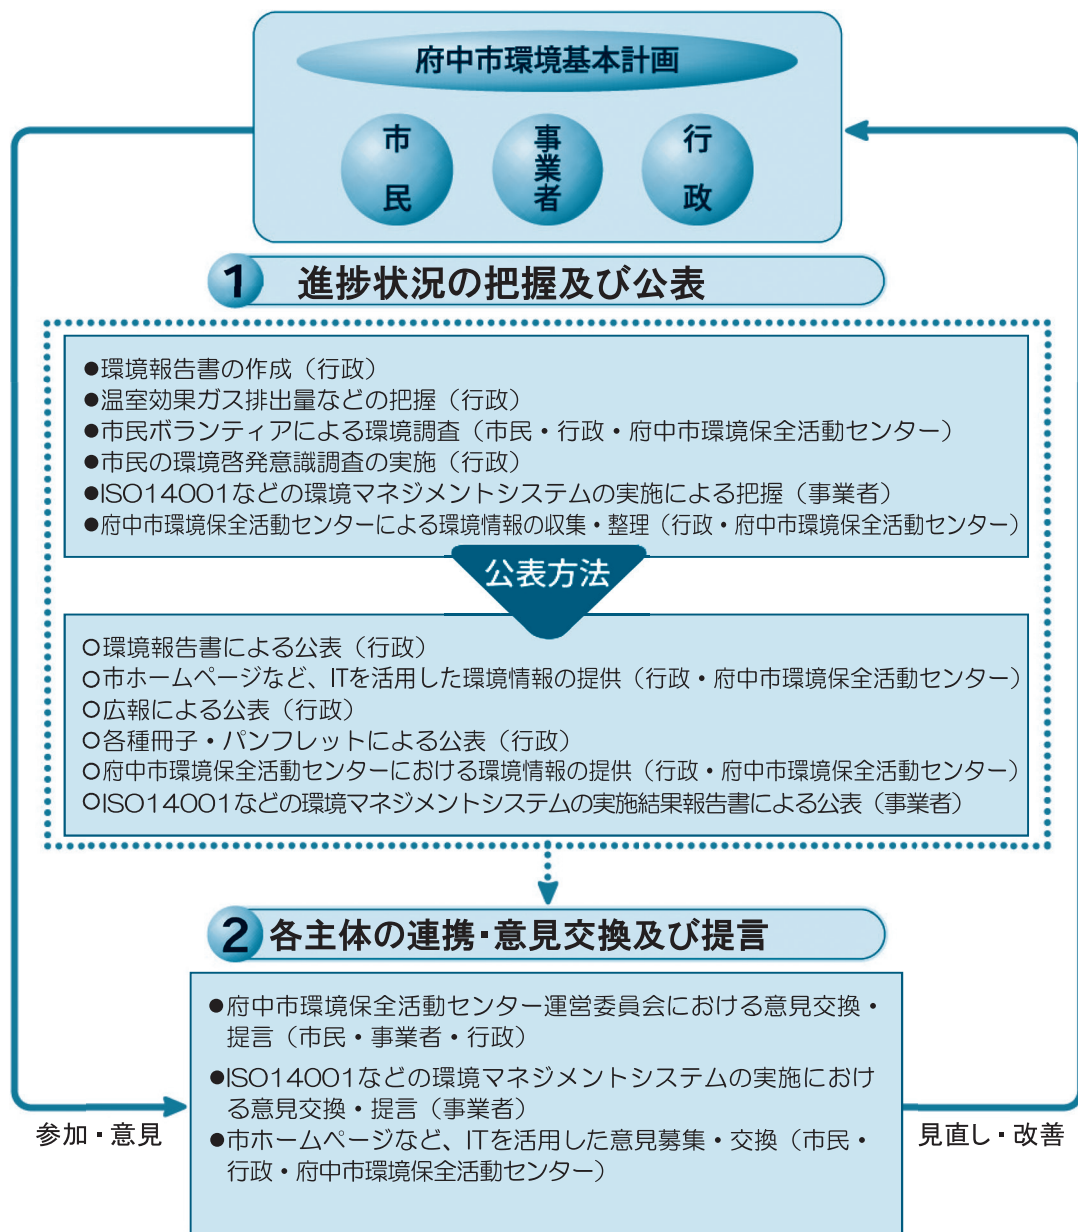 府中市環境基本計画
市民
事業者
行政
1 進捗状況の把握及び公表
●環境報告書の作成(行政)
●温室効果ガス排出量などの把握(行政)
●市民ボランティアによる環境調査(市民・行政・府中市環境保全活動センター)
●市民の環境啓発意識調査の実施(行政)
●ISO14001などの環境マネジメントシステムの実施による把握(事業者)
●府中市環境保全活動センターによる環境情報の収集・整理(行政・府中市環境保全活動センター)
公表方法
○環境報告書による公表(行政)
○市ホームページなど、ITを活用した環境情報の提供(行政・府中市環境保全活動センター)
○広報による公表(行政)
○各種冊子・パンフレットによる公表(行政)
○府中市環境保全活動センターにおける環境情報の提供(行政・府中市環境保全活動センター)
○ISO14001などの環境マネジメントシステムの実施結果報告書による公表(事業者)
2 各主体の連携・意見交換及び提言
●府中市環境保全活動センター運営委員会における意見交換・
提言(市民・事業者・行政)
●ISO14001などの環境マネジメントシステムの実施におけ
る意見交換・提言(事業者)
●市ホームページなど、ITを活用した意見募集・交換(市民・
行政・府中市環境保全活動センター)
参加・意見
見直し・改善